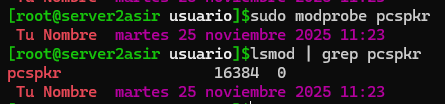 [root@server2asir usuario]$sudo modprobe pcspkr
Tu Nombre martes 25 noviembre 2025 11:23
[root@server2asir usuario]$lsmod | grep pcspkr
pcspkr 16384 0
Tu Nombre martes 25 noviembre 2025 11:23